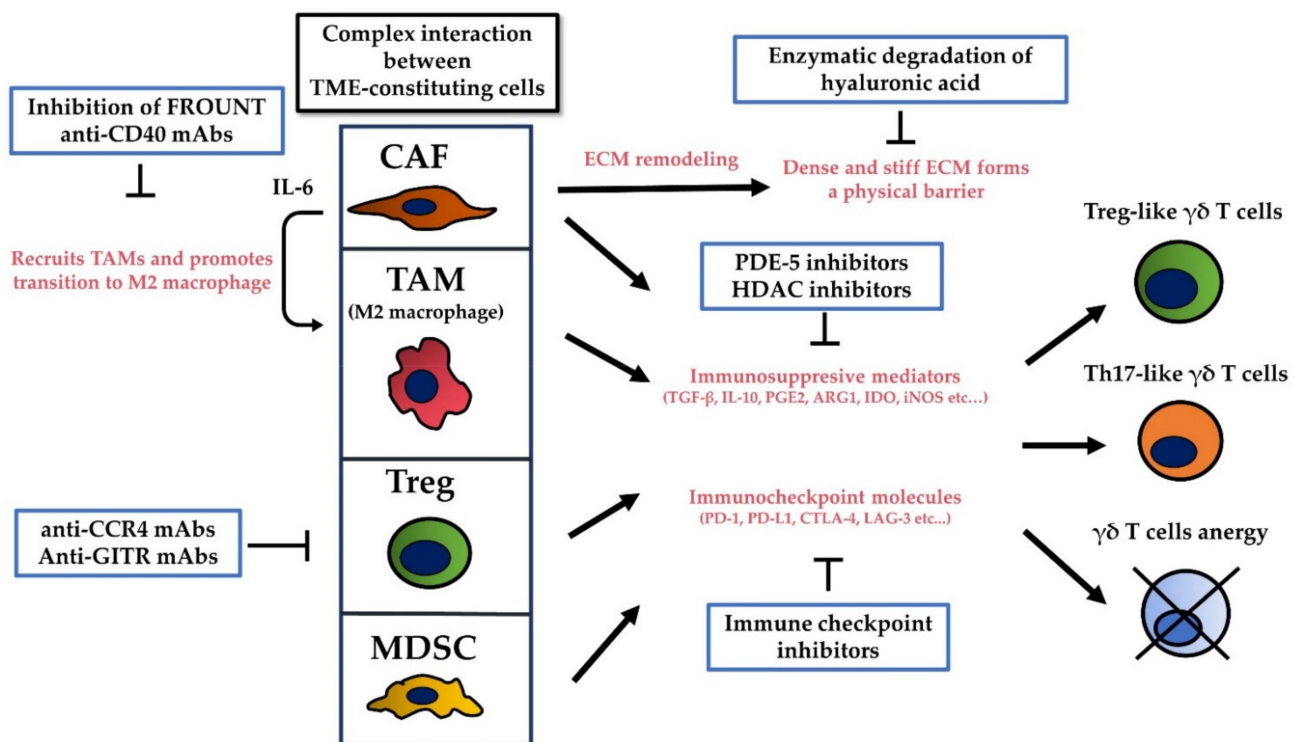 Complex interaction
between
TME-constituting cells
Enzymatic degradation of
hyaluronic acid
Inhibition of FROUNT
anti-CD40 mAbs
CAF
IL-6
ECM remodeling
Dense and stiff ECM forms
a physical barrier
Recruits TAMs and promotes
transition to M2 macrophage
TAM
(M2 macrophage)
PDE-5 inhibitors
HDAC inhibitors
Treg-like γδ T cells
Immunosuppresive mediators
(TGF-β, IL-10, PGE2, ARG1, IDO, iNOS etc…)
Th17-like γδ T cells
Treg
Immunocheckpoint molecules
(PD-1, PD-L1, CTLA-4, LAG-3 etc...)
anti-CCR4 mAbs
Anti-GITR mAbs
γδ T cells anergy
Immune checkpoint
inhibitors
MDSC